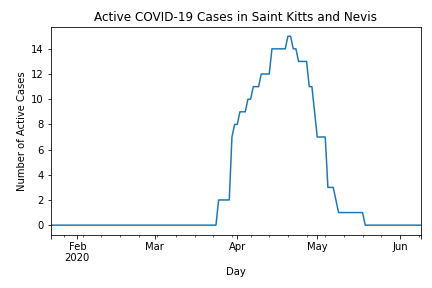 Active COVID-19 Cases in Saint Kitts and Nevis
14
12
10
8
6
4
2
0
Number of Active Cases
Feb Mar Apr May Jun
2020
Day